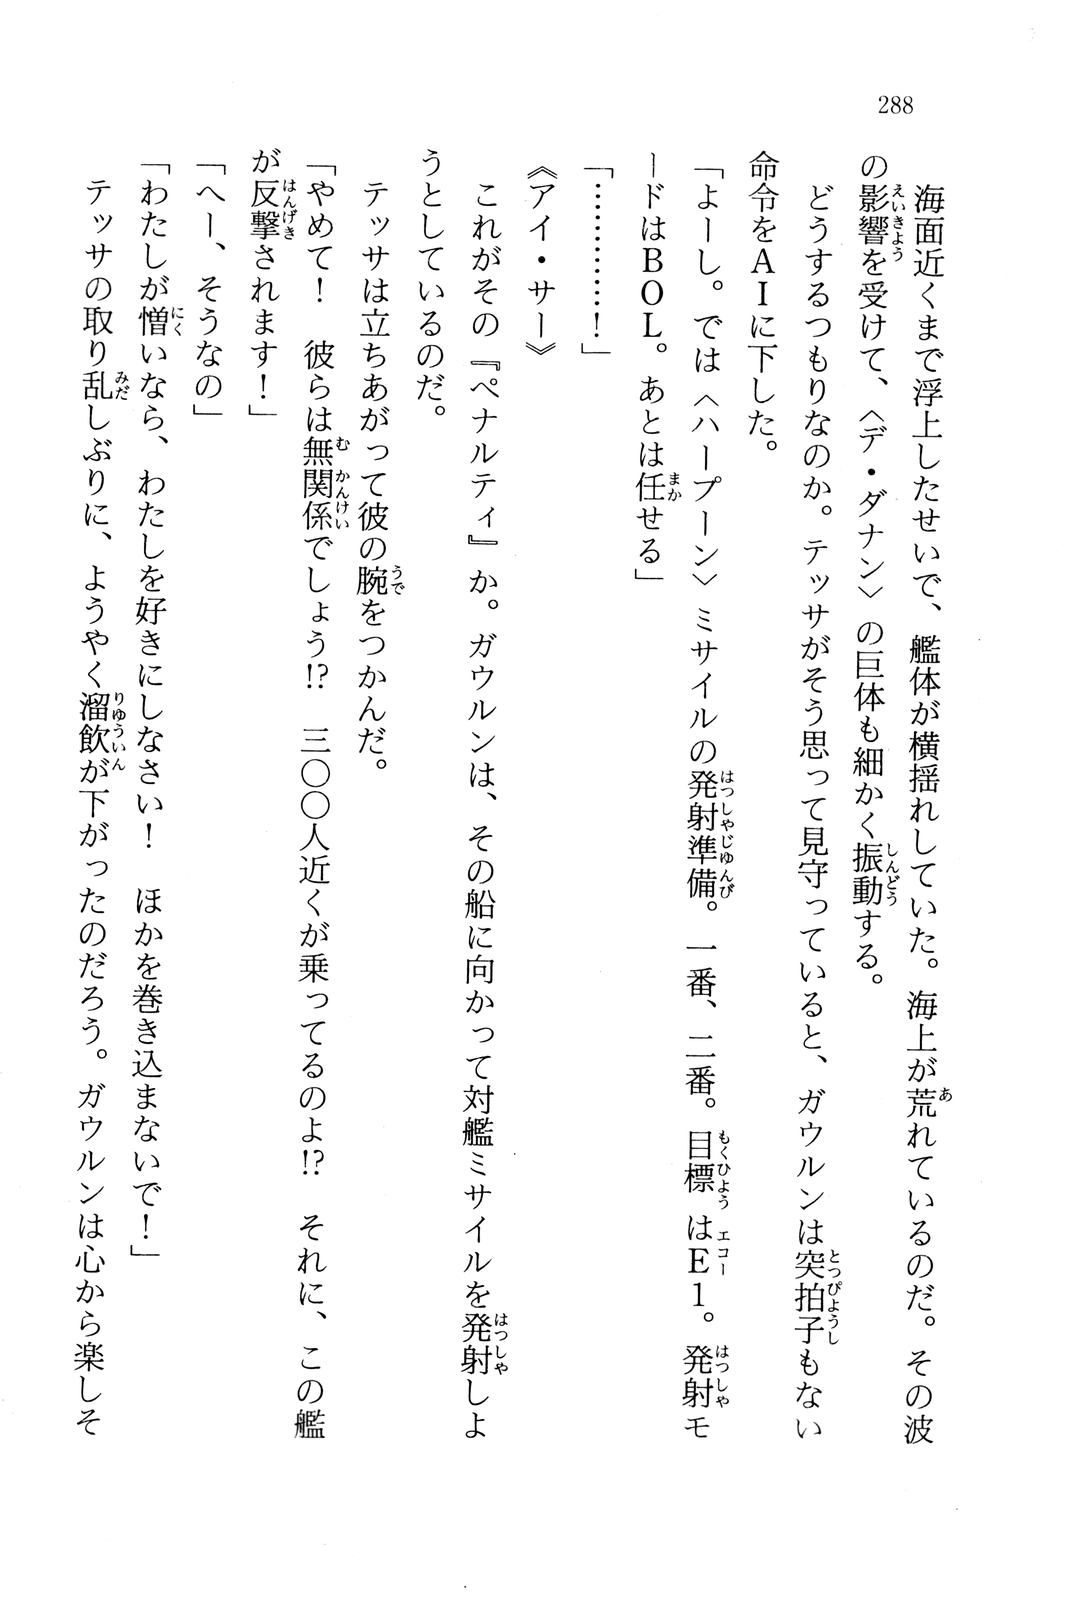 288
　海面近くまで浮上したせいで、艦体が横揺れしていた。海上が荒れているのだ。その波
の影響を受けて、〈デ・ダナン〉の巨体も細かく振動する。
　どうするつもりなのか。テッサがそう思って見守っていると、ガウルンは突拍子もない
命令をＡＩに下した。
「よーし。では〈ハープーン〉ミサイルの発射準備。一番、二番。目標はＥ１。発射モ
ードはＢＯＬ。あとは任せる」
「…………！」
《アイ・サー》
　これがその『ペナルティ』か。ガウルンは、その船に向かって対艦ミサイルを発射しよ
うとしているのだ。
　テッサは立ちあがって彼の腕をつかんだ。
「やめて！　彼らは無関係でしょう!?　三〇〇人近くが乗ってるのよ!?　それに、この艦
が反撃されます！」
「へー、そうなの」
「わたしが憎いなら、わたしを好きにしなさい！　ほかを巻き込まないで！」
　テッサの取り乱しぶりに、ようやく溜飲が下がったのだろう。ガウルンは心から楽しそ